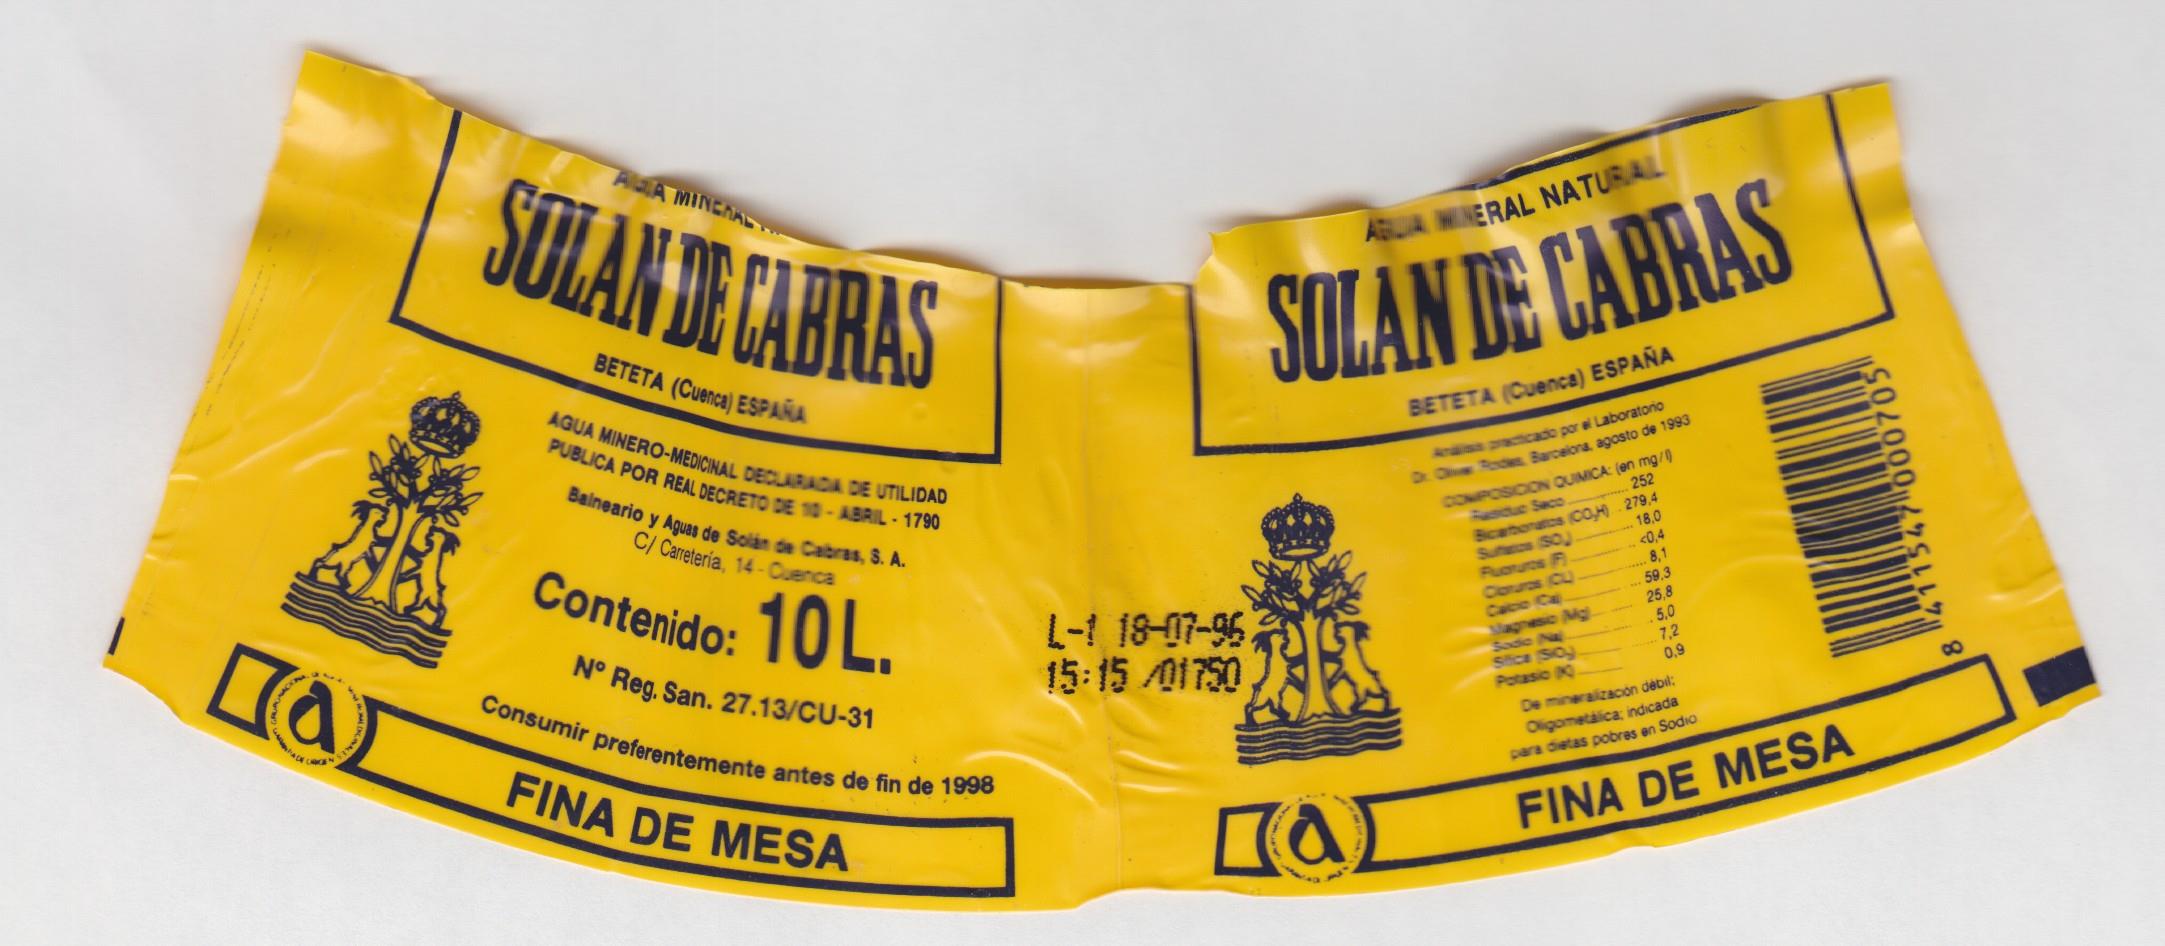 AGUA MINERAL
SOLAN DE CABRAS
BETETA (Cuenca) ESPAÑA
AGUA MINERO-MEDICINAL DECLARADA DE UTILIDAD
PUBLICA POR REAL DECRETO DE 10 - ABRIL - 1790
Balneario y Aguas de Solán de Cabras, S. A.
C/ Carretería, 14 - Cuenca
Contenido: 10 L.
Nº Reg. San. 27.13/CU-31
Consumir preferentemente antes de fin de 1998
a
FINA DE MESA
L-1 18-07-96
15:15 /01750
AGUA MINERAL NATURAL
SOLAN DE CABRAS
BETETA (Cuenca) ESPAÑA
Análisis practicado por el Laboratorio
Dr. Oliver Rodes, Barcelona, agosto de 1993
COMPOSICION QUIMICA: (en mg/l)
Residuo Seco 252
Bicarbonatos (CO₃H) 279,4
Sulfatos (SO₄) 18,0
Fluoruros (F) <0,4
Cloruros (CL) 8,1
Calcio (Ca) 59,3
Magnesio (Mg) 25,8
Sodio (Na) 5,0
Silice (SiO₂) 7,2
Potasio (K) 0,9
De mineralización débil;
Oligometálica; indicada
para dietas pobres en Sodio
8 411547 000705
a
FINA DE MESA